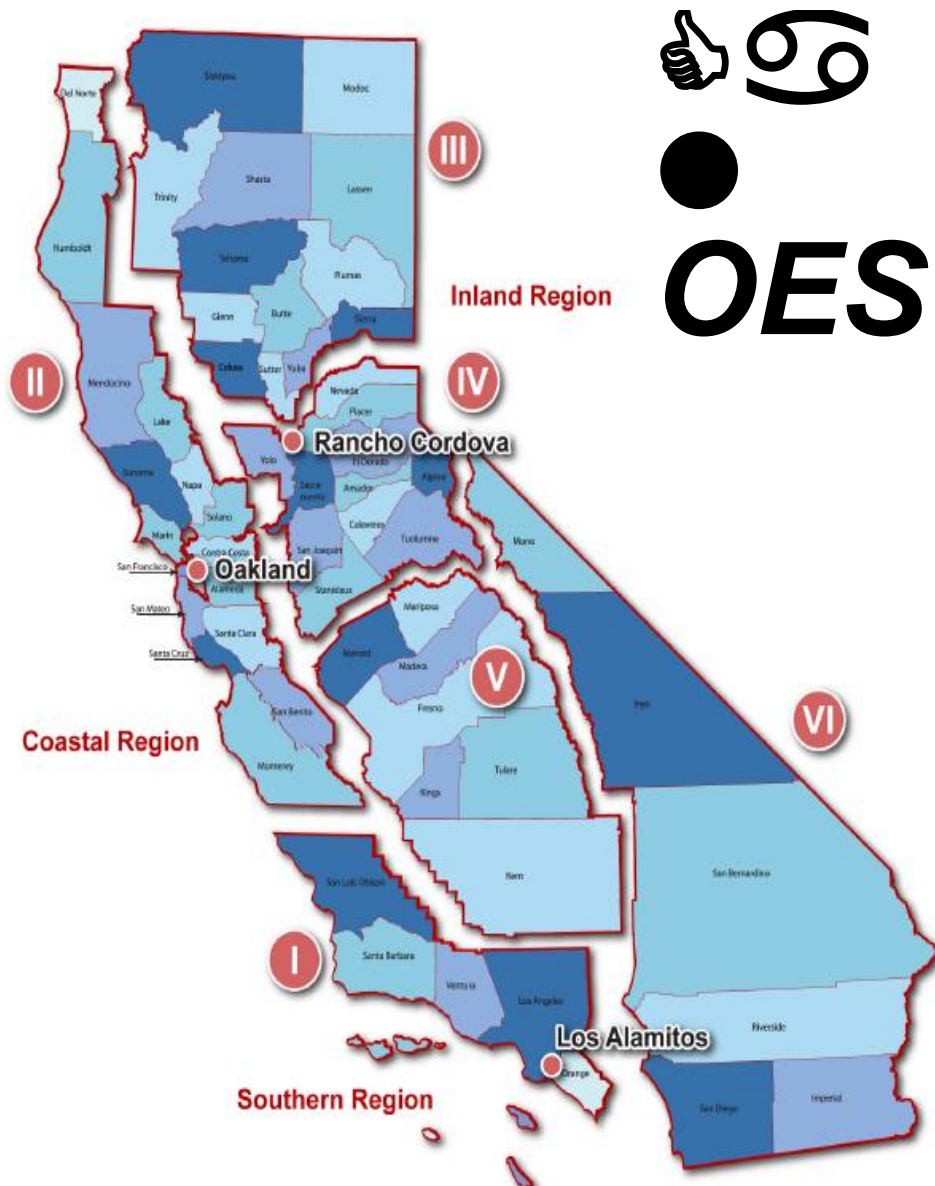 OES
Siskiyou
Modoc
Del Norte
III
Trinity
Shasta
Lassen
Humboldt
Tehama
Plumas
Inland Region
Glenn
Butte
Sierra
II
Mendocino
Colusa
Sutter
Yuba
Nevada
IV
Lake
Placer
Rancho Cordova
Yolo
El Dorado
Sonoma
Napa
Sacra
mento
Amador
Alpine
Solano
Calaveras
Marin
Tuolumne
Contra Costa
San Joaquin
Mono
San Francisco
Oakland
Alameda
Stanislaus
San Mateo
Mariposa
Santa Clara
Santa Cruz
Merced
Madera
V
Fresno
Inyo
San Benito
VI
Coastal Region
Monterey
Tulare
Kings
Kern
San Bernardino
San Luis Obispo
I
Santa Barbara
Ventura
Los Angeles
Riverside
Los Alamitos
Orange
Southern Region
San Diego
Imperial